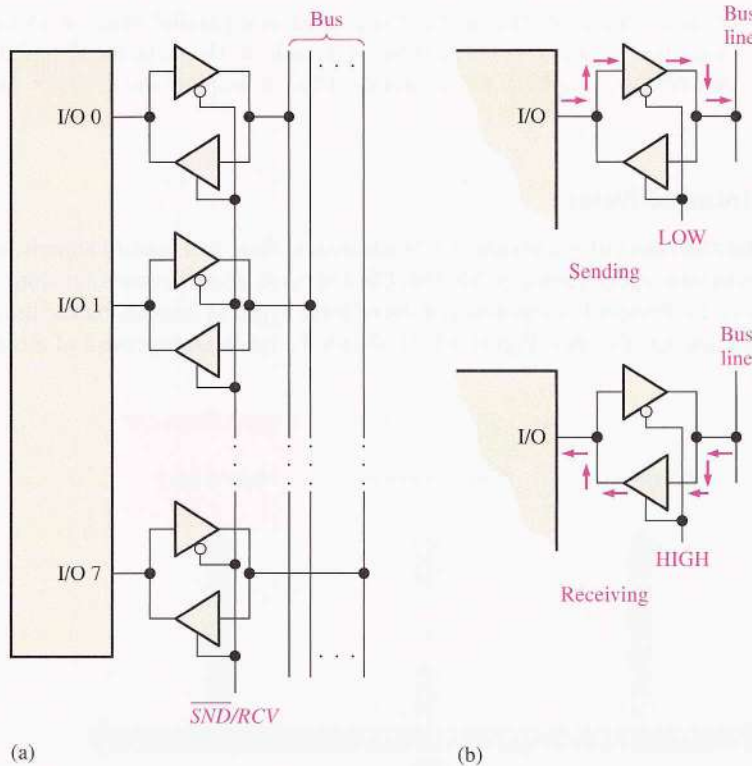 Bus
I/O 0
I/O 1
I/O 7
SND/RCV
(a)
Bus
line
I/O
LOW
Sending
Bus
line
I/O
HIGH
Receiving
(b)